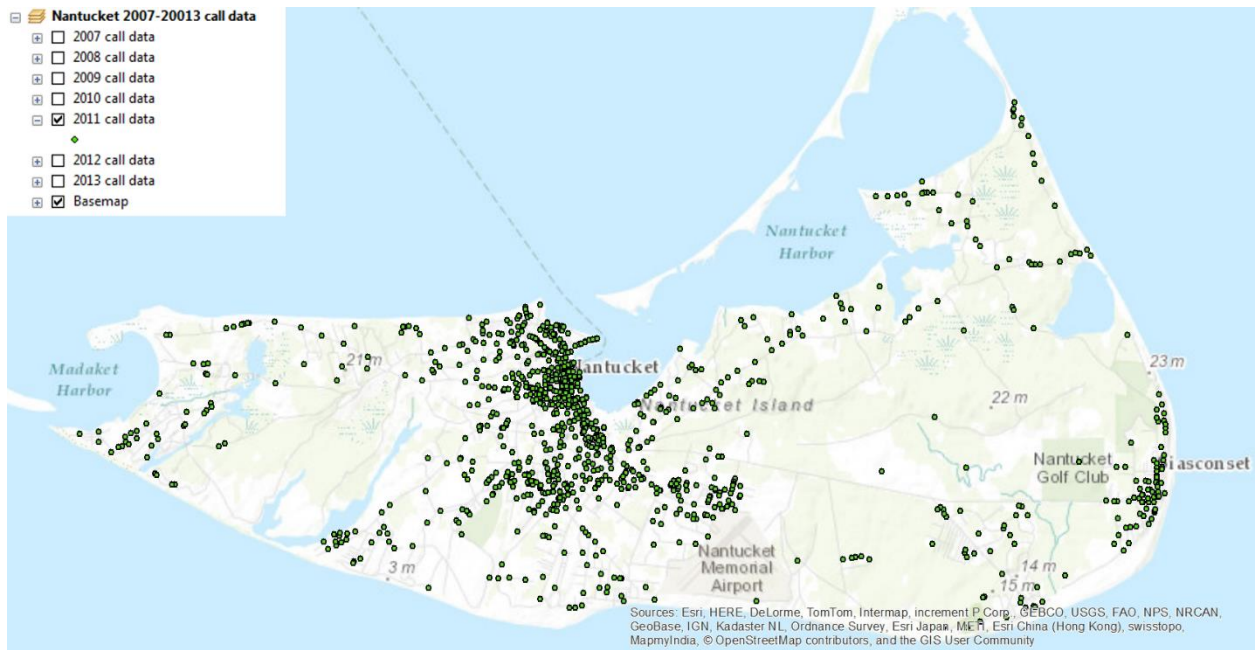 Nantucket 2007-20013 call data
2007 call data
2008 call data
2009 call data
2010 call data
2011 call data
2012 call data
2013 call data
Basemap
Nantucket
Harbor
Madaket
Harbor
21 m
Nantucket
23 m
Nantucket Island
22 m
Nantucket
Golf Club
Siasconset
Nantucket
Memorial
Airport
3 m
14 m
15 m
Sources: Esri, HERE, DeLorme, TomTom, Intermap, increment P Corp., GEBCO, USGS, FAO, NPS, NRCAN,
GeoBase, IGN, Kadaster NL, Ordnance Survey, Esri Japan, METI, Esri China (Hong Kong), swisstopo,
MapmyIndia, © OpenStreetMap contributors, and the GIS User Community